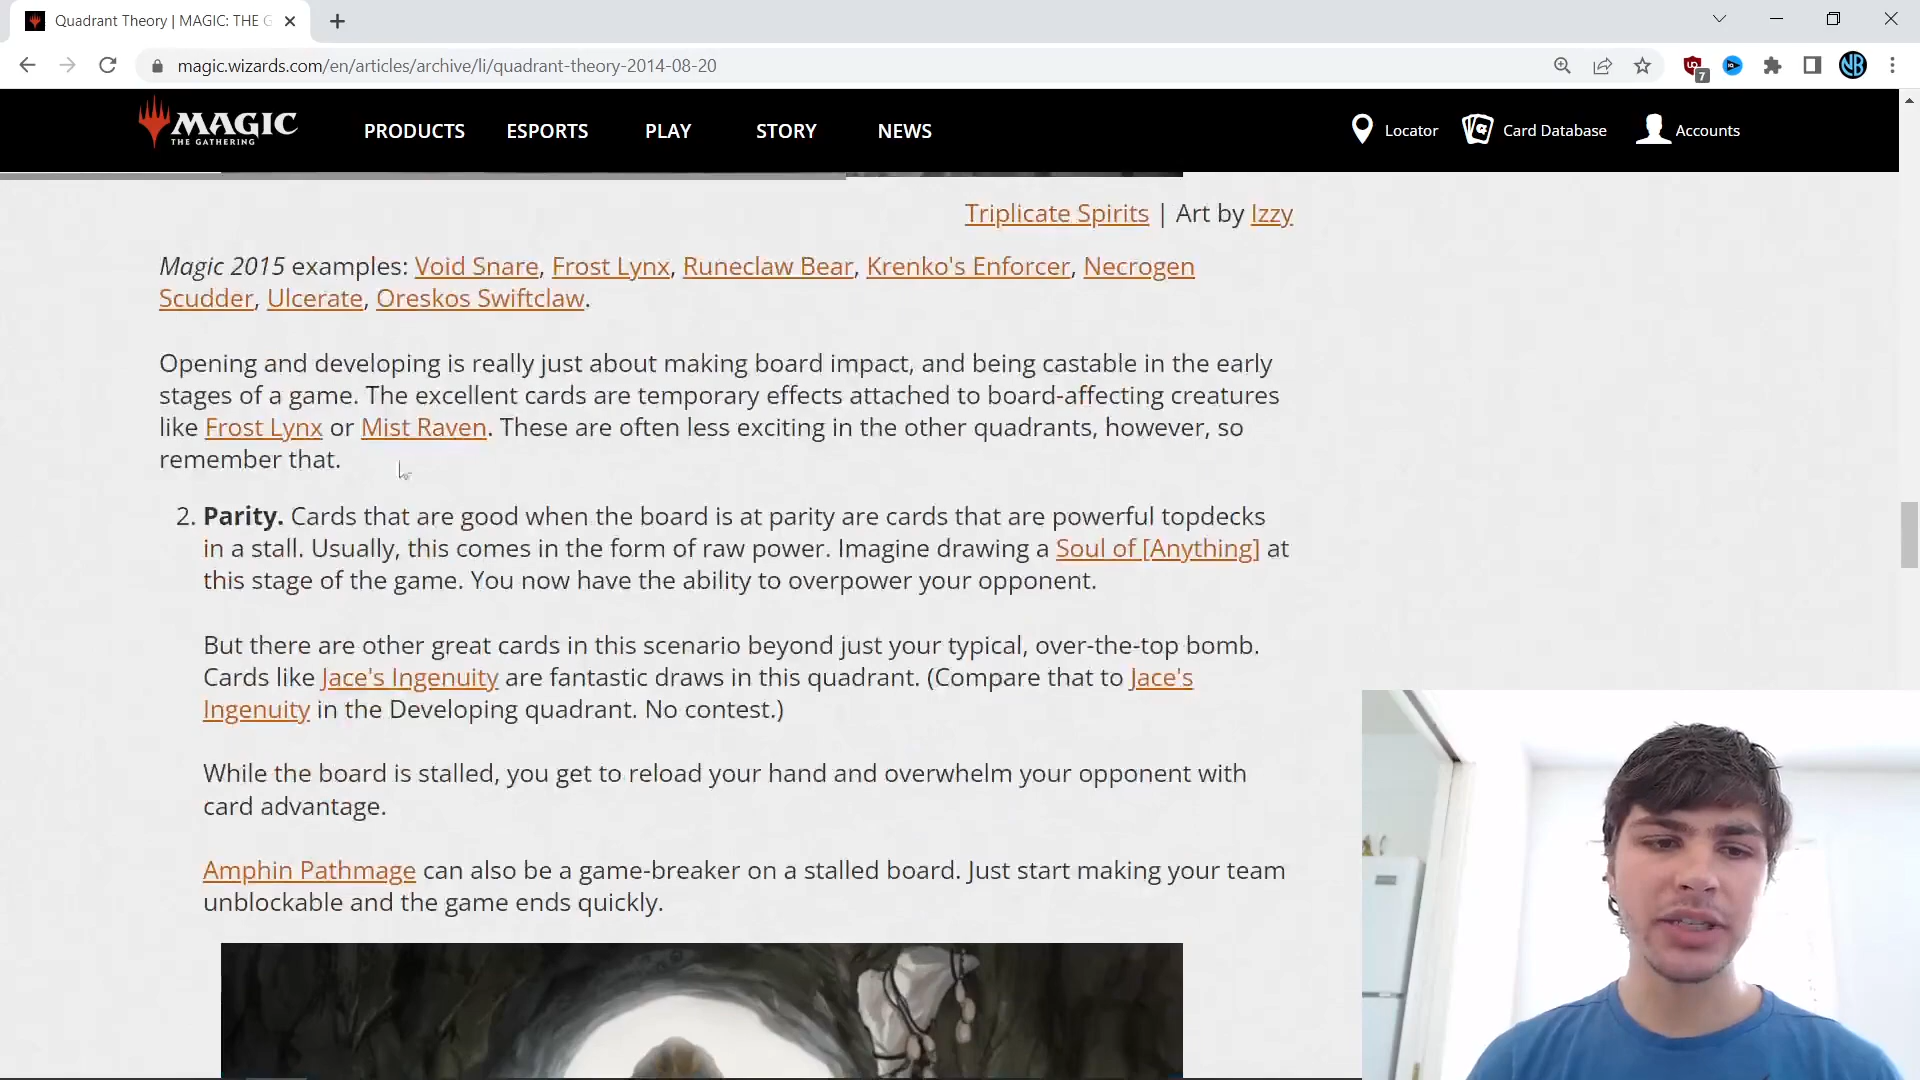 Quadrant Theory | MAGIC: THE G
magic.wizards.com/en/articles/archive/li/quadrant-theory-2014-08-20
7
NB
MAGIC
THE GATHERING
PRODUCTS
ESPORTS
PLAY
STORY
NEWS
Locator
Card Database
Accounts
Triplicate Spirits | Art by Izzy
Magic 2015 examples: Void Snare, Frost Lynx, Runeclaw Bear, Krenko's Enforcer, Necrogen
Scudder, Ulcerate, Oreskos Swiftclaw.
Opening and developing is really just about making board impact, and being castable in the early
stages of a game. The excellent cards are temporary effects attached to board-affecting creatures
like Frost Lynx or Mist Raven. These are often less exciting in the other quadrants, however, so
remember that.
2. Parity. Cards that are good when the board is at parity are cards that are powerful topdecks
in a stall. Usually, this comes in the form of raw power. Imagine drawing a Soul of [Anything] at
this stage of the game. You now have the ability to overpower your opponent.
But there are other great cards in this scenario beyond just your typical, over-the-top bomb.
Cards like Jace's Ingenuity are fantastic draws in this quadrant. (Compare that to Jace's
Ingenuity in the Developing quadrant. No contest.)
While the board is stalled, you get to reload your hand and overwhelm your opponent with
card advantage.
Amphin Pathmage can also be a game-breaker on a stalled board. Just start making your team
unblockable and the game ends quickly.